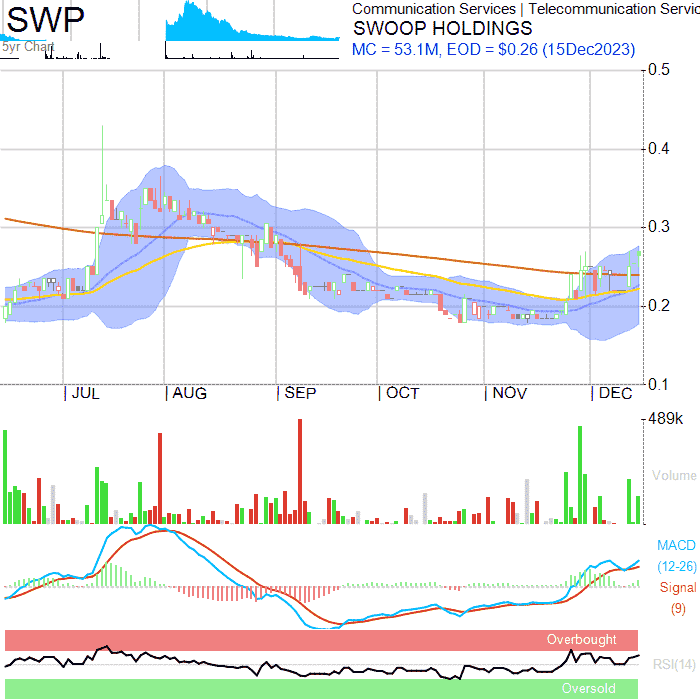 SWP
Communication Services | Telecommunication Servic
SWOOP HOLDINGS
5yr Chart
MC = 53.1M, EOD = $0.26 (15Dec2023)
0.5
0.4
0.3
0.2
0.1
JUL AUG SEP OCT NOV DEC
489k
Volume
MACD
(12-26)
Signal
(9)
Overbought
RSI(14)
Oversold